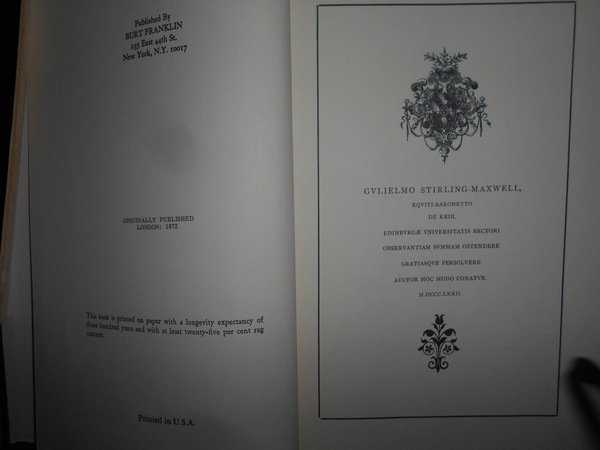 Published By
BURT FRANKLIN
235 East 44th St.
New York, N.Y. 10017
ORIGINALLY PUBLISHED
LONDON: 1872
This book is printed on paper with a longevity expectancy of
three hundred years and with at least twenty-five per cent rag
content.
Printed in U.S.A.
GVLIELMO STIRLING-MAXWELL,
EQVITI-BARONETTO
DE KEIR,
EDINBVRGÆ VNIVERSITATIS RECTORI
OBSERVANTIAM SVMMAM OSTENDERE
GRATIASQVE PERSOLVERE
AVCTOR HOC MODO CONATVR.
M.DCCC.LXXII.